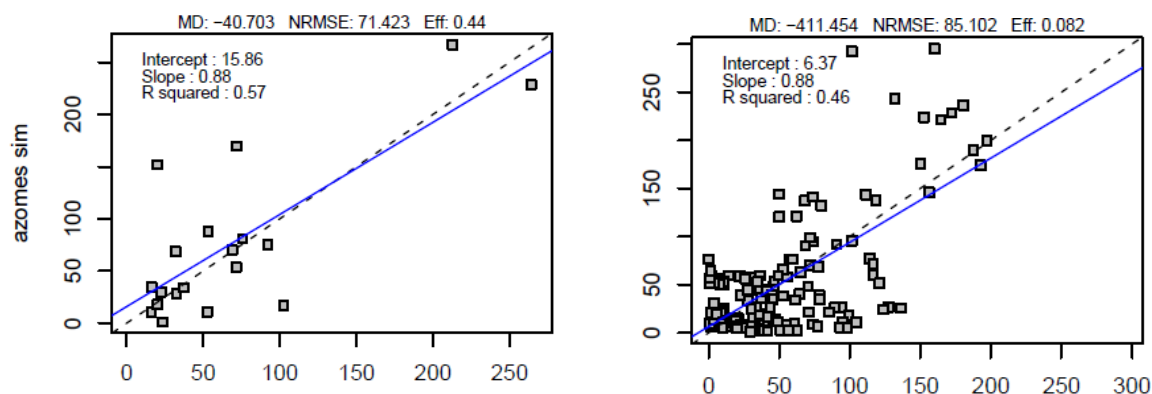 MD: −40.703 NRMSE: 71.423 Eff: 0.44
Intercept : 15.86
Slope : 0.88
R squared : 0.57
azomes sim
0
50
100
200
0
50
100
150
200
250
MD: −411.454 NRMSE: 85.102 Eff: 0.082
Intercept : 6.37
Slope : 0.88
R squared : 0.46
0
50
150
250
0
50
100
150
200
250
300